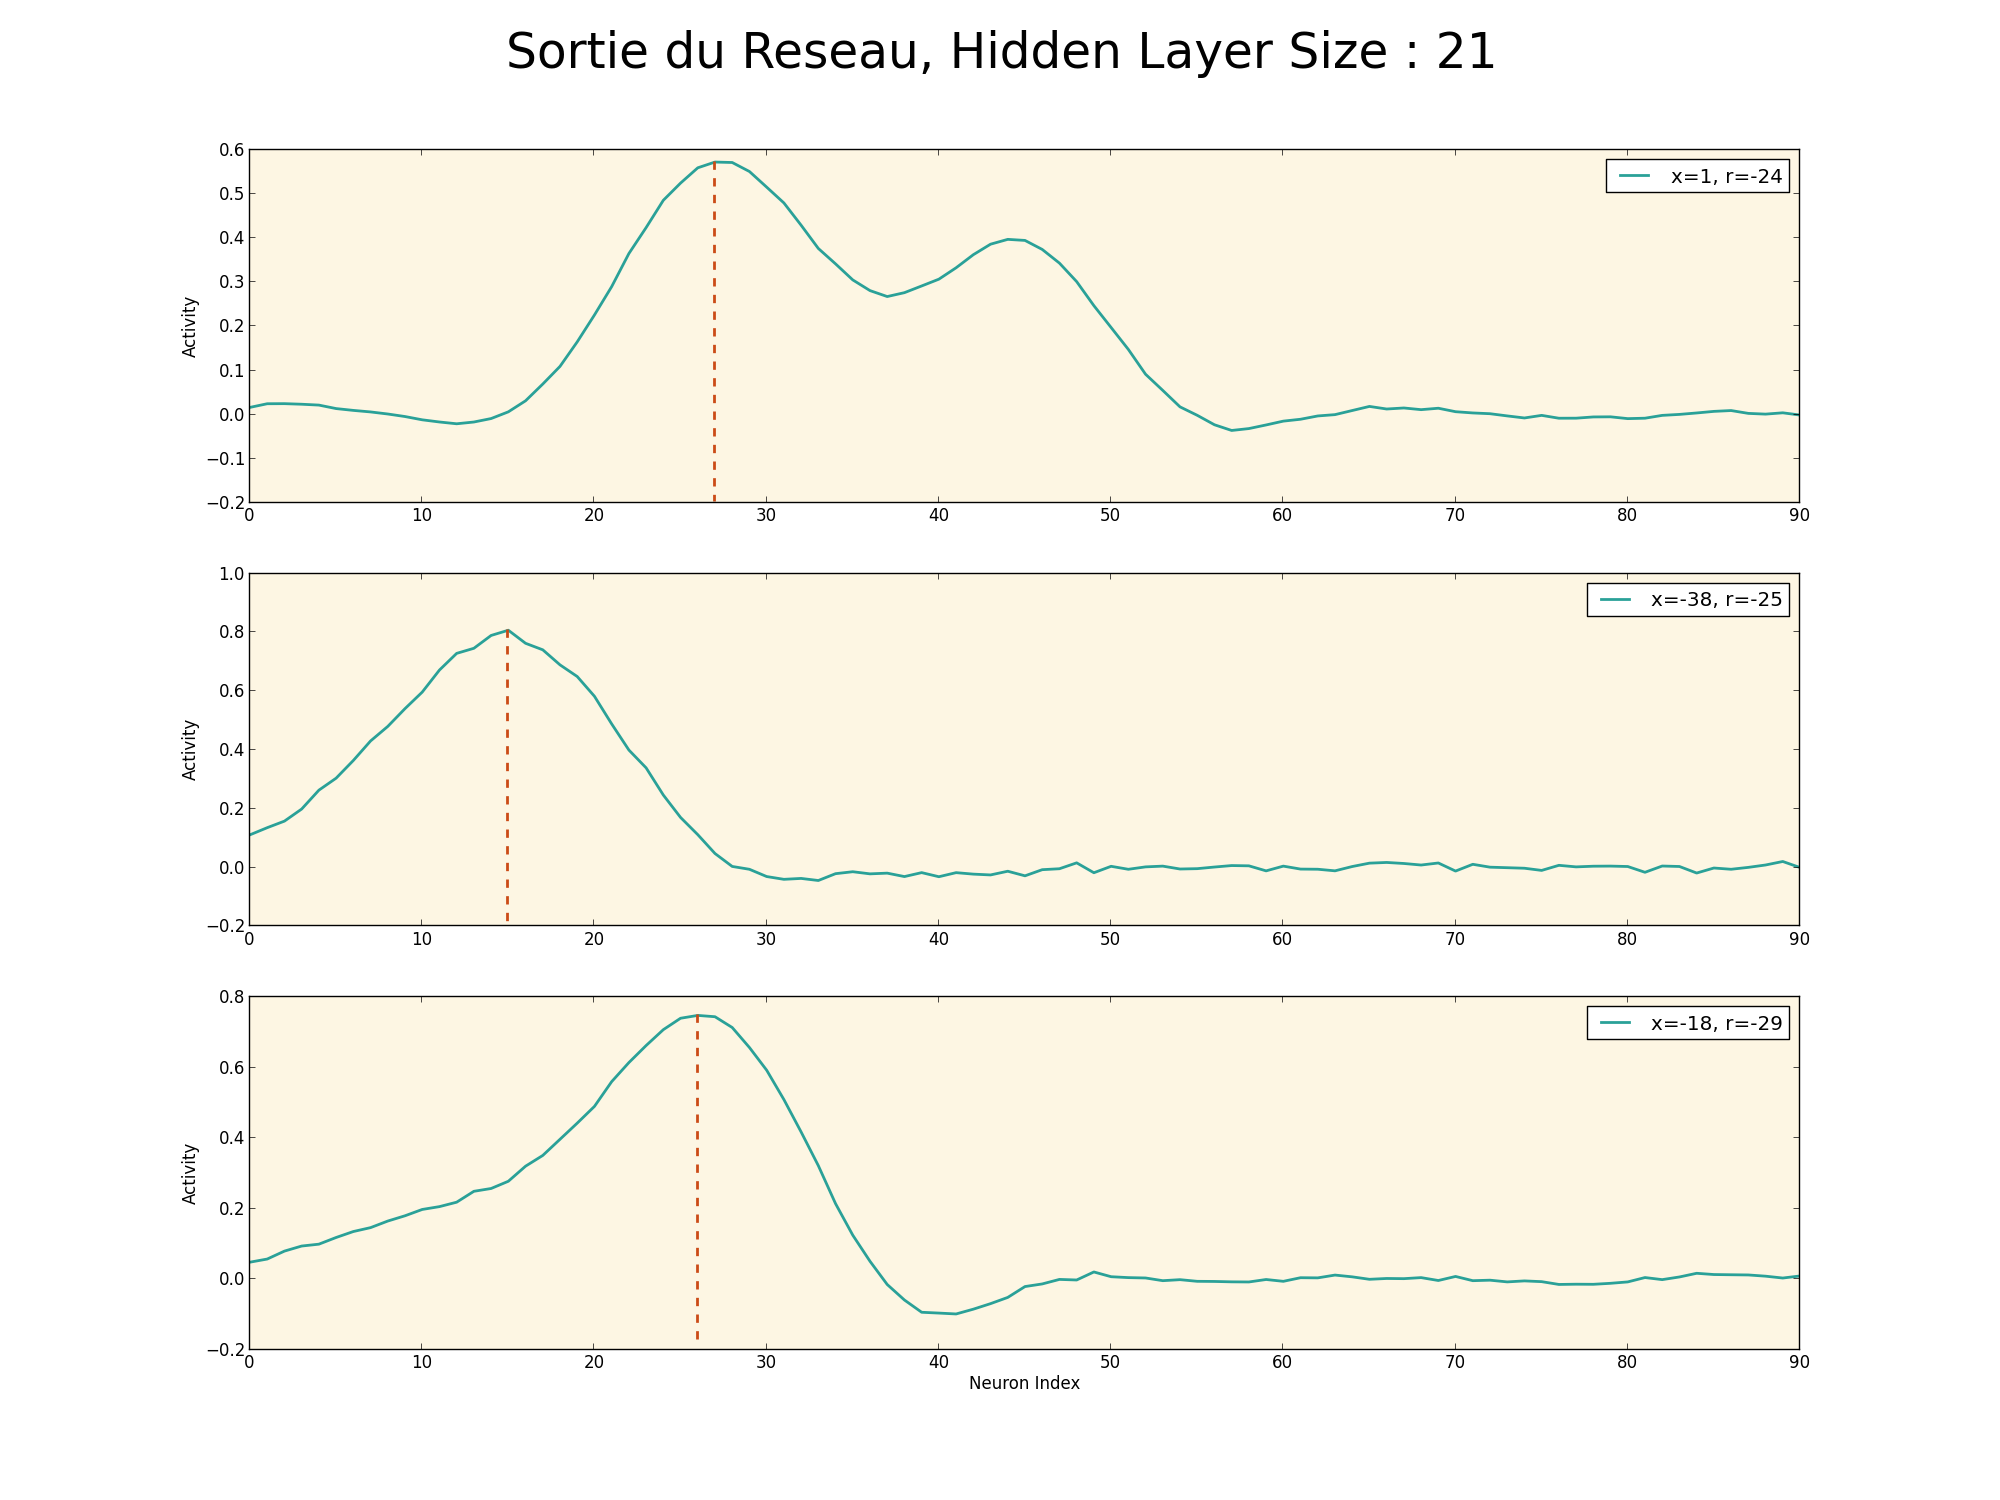 Sortie du Reseau, Hidden Layer Size : 21
0.6
0.5
0.4
0.3
0.2
0.1
0.0
−0.1
−0.2
Activity
x=1, r=-24
0 10 20 30 40 50 60 70 80 90
1.0
0.8
0.6
0.4
0.2
0.0
−0.2
Activity
x=-38, r=-25
0 10 20 30 40 50 60 70 80 90
0.8
0.6
0.4
0.2
0.0
−0.2
Activity
x=-18, r=-29
0 10 20 30 40 50 60 70 80 90
Neuron Index